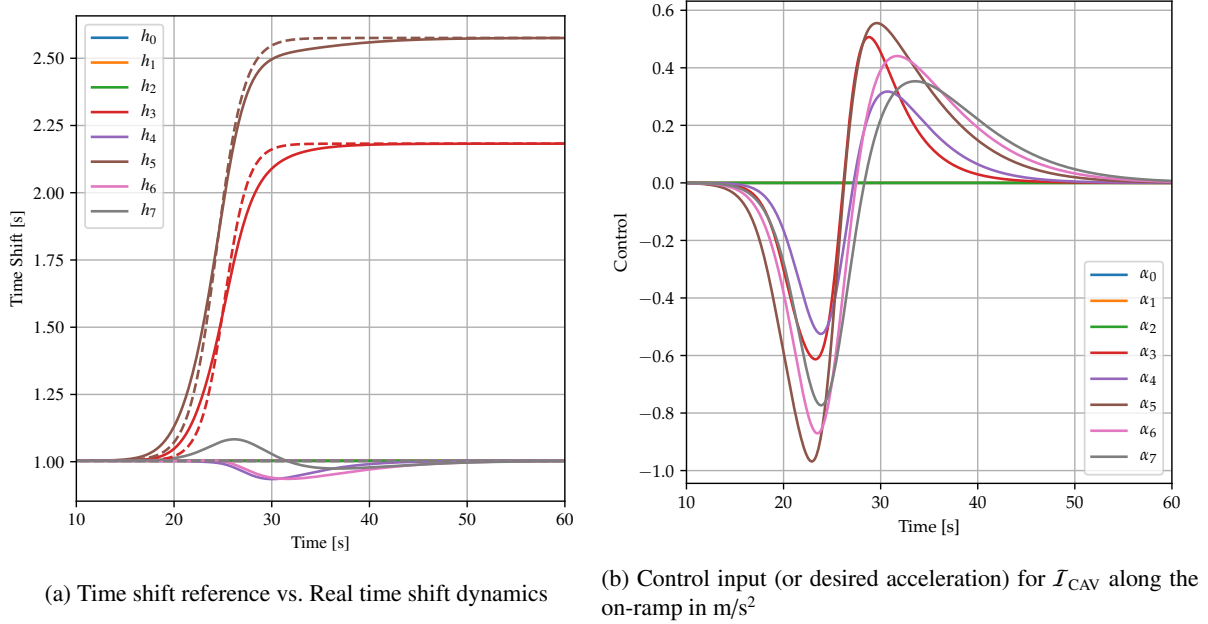 h0
h1
h2
h3
h4
h5
h6
h7
2.50
2.25
2.00
1.75
1.50
1.25
1.00
Time Shift [s]
10 20 30 40 50 60
Time [s]
(a) Time shift reference vs. Real time shift dynamics
0.6
0.4
0.2
0.0
−0.2
−0.4
−0.6
−0.8
−1.0
Control
α0
α1
α2
α3
α4
α5
α6
α7
10 20 30 40 50 60
Time [s]
(b) Control input (or desired acceleration) for ℐCAV along the
on-ramp in m/s²